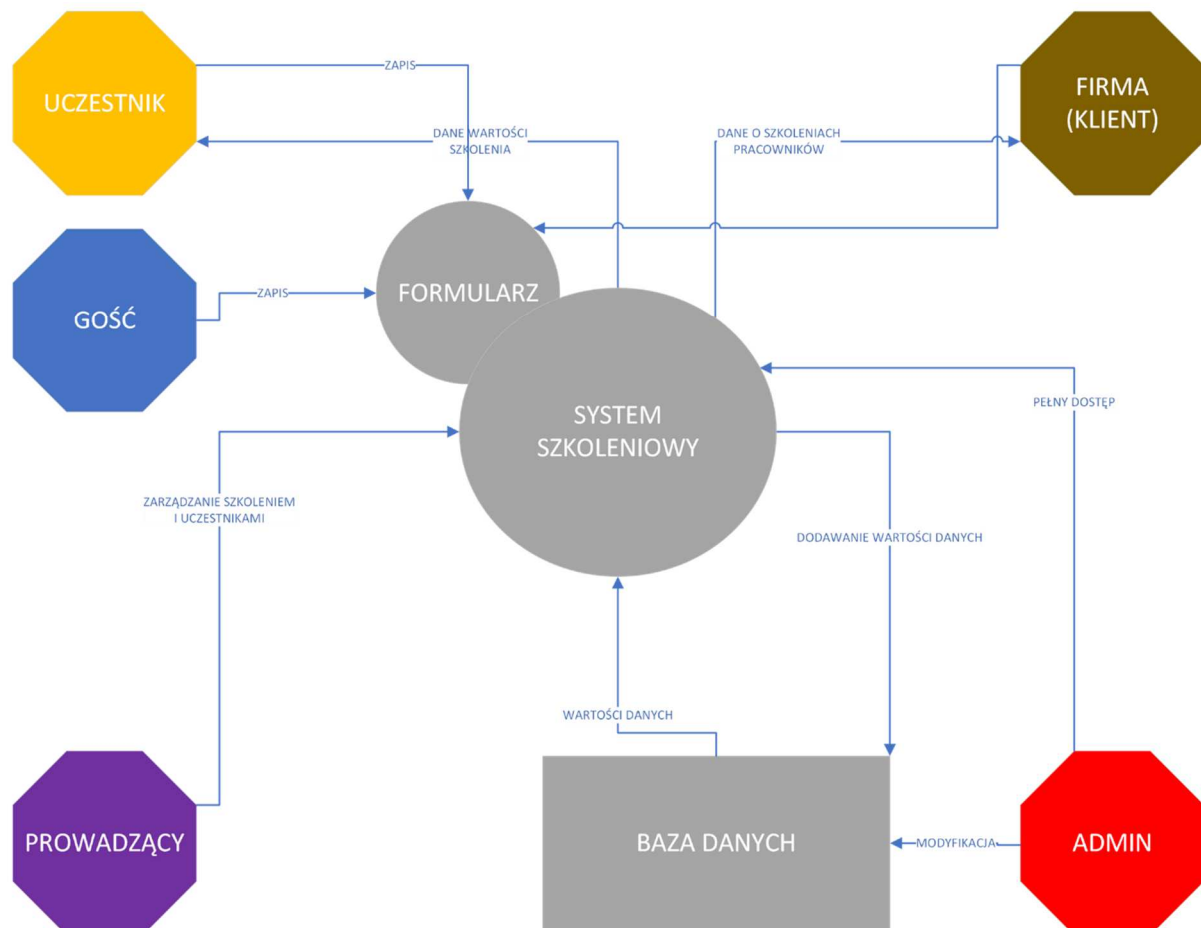 ZAPIS
UCZESTNIK
FIRMA
(KLIENT)
DANE WARTOŚCI
SZKOLENIA
DANE O SZKOLENIACH
PRACOWNIKÓW
FORMULARZ
ZAPIS
GOŚĆ
SYSTEM
SZKOLENIOWY
PEŁNY DOSTĘP
ZARZĄDZANIE SZKOLENIEM
I UCZESTNIKAMI
DODAWANIE WARTOŚCI DANYCH
WARTOŚCI DANYCH
PROWADZĄCY
BAZA DANYCH
MODYFIKACJA
ADMIN